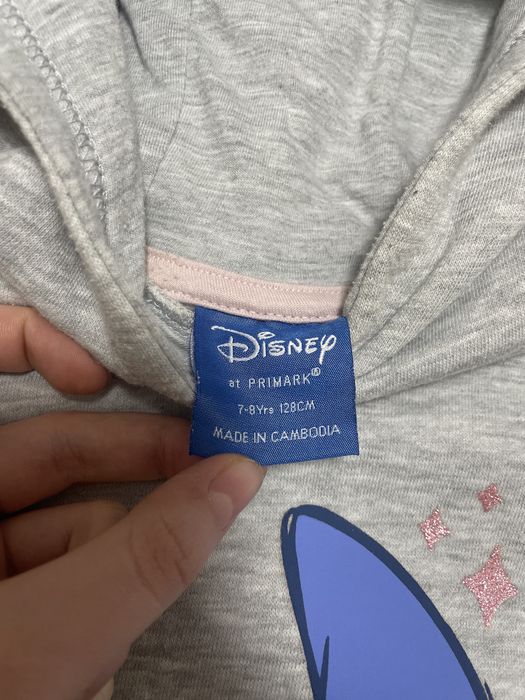 Disney
at PRIMARK®
7-8Yrs 128CM
MADE IN CAMBODIA